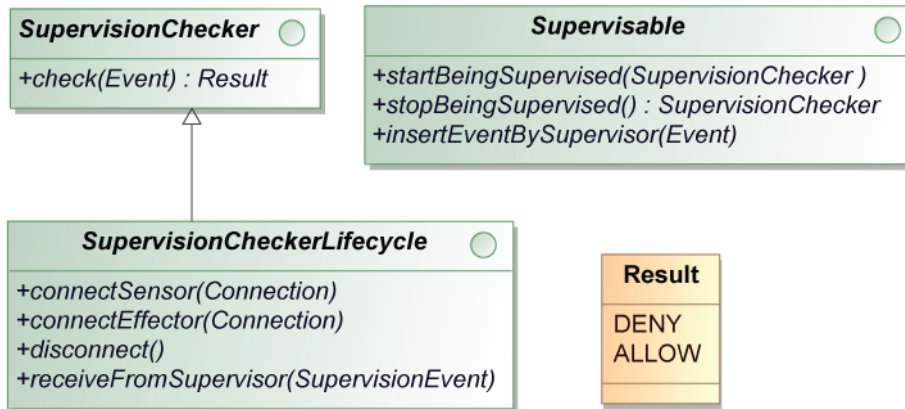 SupervisionChecker
+check(Event) : Result
Supervisable
+startBeingSupervised(SupervisionChecker )
+stopBeingSupervised() : SupervisionChecker
+insertEventBySupervisor(Event)
SupervisionCheckerLifecycle
+connectSensor(Connection)
+connectEffector(Connection)
+disconnect()
+receiveFromSupervisor(SupervisionEvent)
Result
DENY
ALLOW